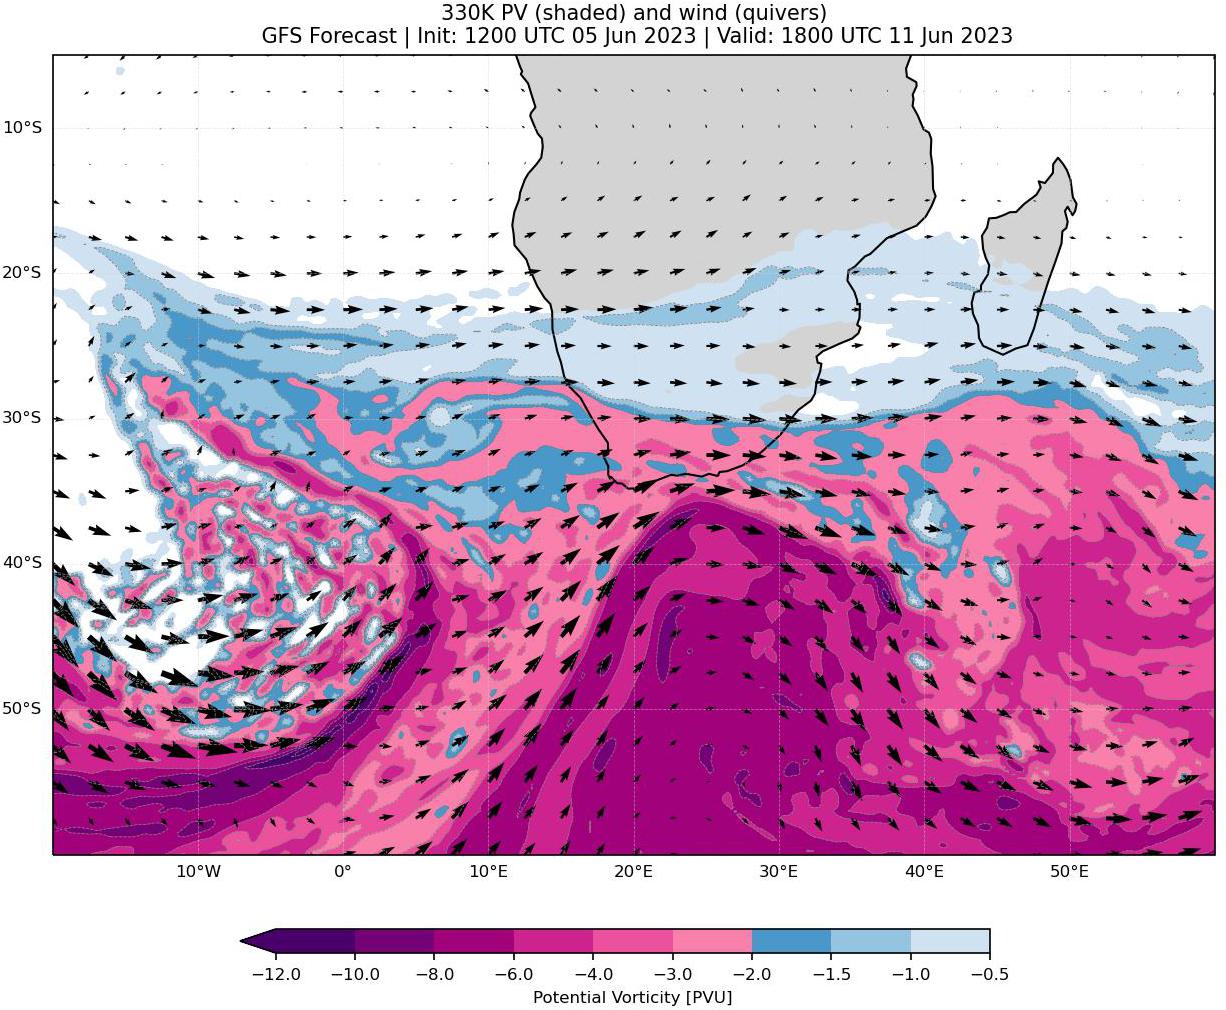 330K PV (shaded) and wind (quivers)
GFS Forecast | Init: 1200 UTC 05 Jun 2023 | Valid: 1800 UTC 11 Jun 2023
10°S
20°S
30°S
40°S
50°S
10°W 0° 10°E 20°E 30°E 40°E 50°E
−12.0 −10.0 −8.0 −6.0 −4.0 −3.0 −2.0 −1.5 −1.0 −0.5
Potential Vorticity [PVU]